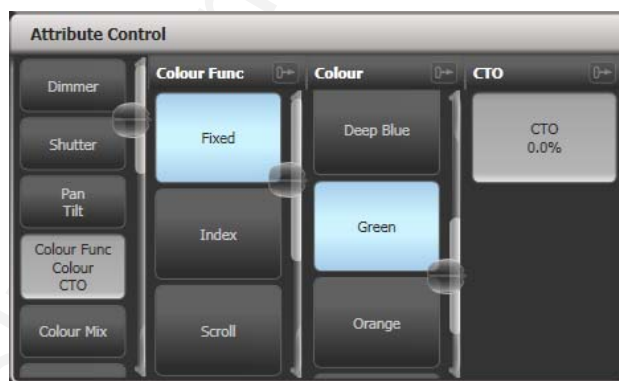 Attribute Control
Dimmer
Shutter
Pan
Tilt
Colour Func
Colour
CTO
Colour Mix
Colour Func
Fixed
Index
Scroll
Colour
Deep Blue
Green
Orange
CTO
CTO
0.0%